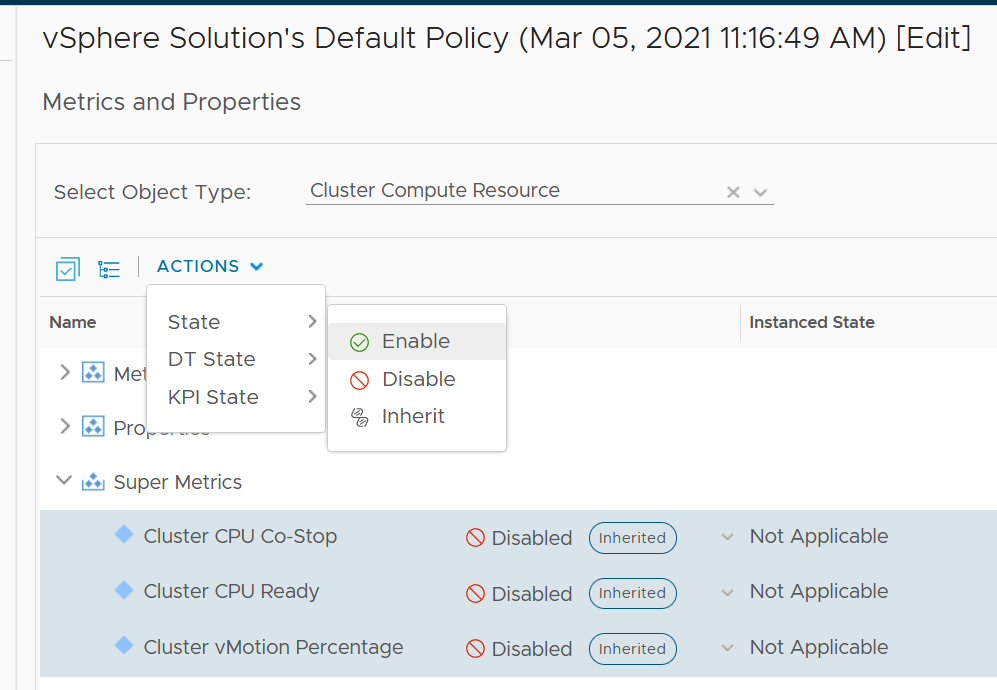 vSphere Solution's Default Policy (Mar 05, 2021 11:16:49 AM) [Edit]
Metrics and Properties
Select Object Type: Cluster Compute Resource
ACTIONS
Name Instanced State
State
DT State
KPI State
Enable
Disable
Inherit
Super Metrics
Cluster CPU Co-Stop Disabled Inherited Not Applicable
Cluster CPU Ready Disabled Inherited Not Applicable
Cluster vMotion Percentage Disabled Inherited Not Applicable